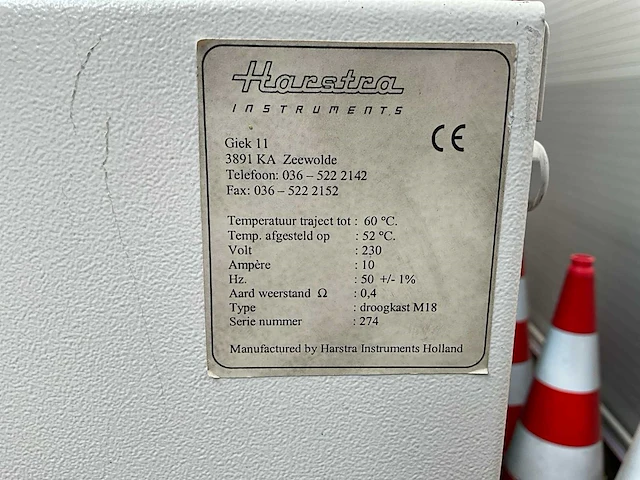 Harstra
INSTRUMENTS
CE
Giek 11
3891 KA Zeewolde
Telefoon: 036 – 522 2142
Fax: 036 – 522 2152
Temperatuur traject tot : 60 °C.
Temp. afgesteld op : 52 °C.
Volt : 230
Ampère : 10
Hz. : 50 +/- 1%
Aard weerstand Ω : 0,4
Type : droogkast M18
Serie nummer : 274
Manufactured by Harstra Instruments Holland